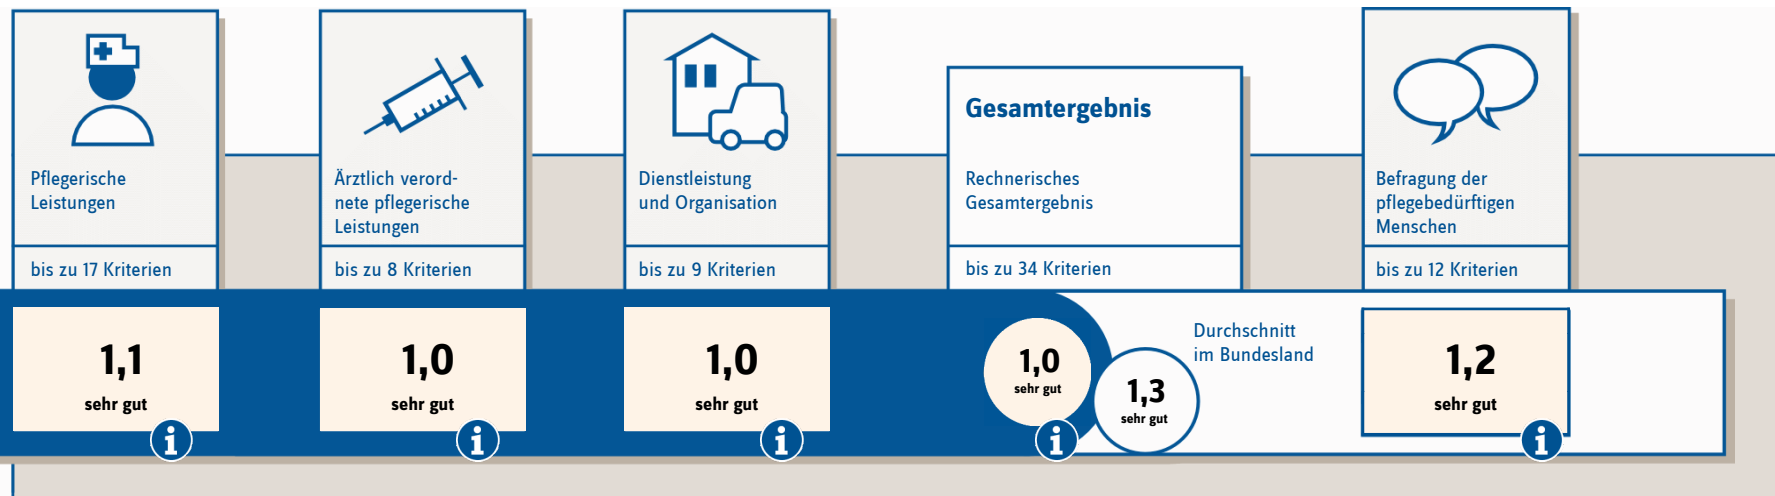 Pflegerische
Leistungen
bis zu 17 Kriterien
1,1
sehr gut
Ärztlich verord-
nete pflegerische
Leistungen
bis zu 8 Kriterien
1,0
sehr gut
Dienstleistung
und Organisation
bis zu 9 Kriterien
1,0
sehr gut
Gesamtergebnis
Rechnerisches
Gesamtergebnis
bis zu 34 Kriterien
1,0
sehr gut
1,3
sehr gut
Durchschnitt
im Bundesland
Befragung der
pflegebedürftigen
Menschen
bis zu 12 Kriterien
1,2
sehr gut